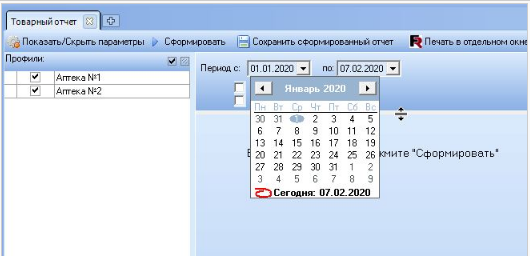 Товарный отчет
Показать/Скрыть параметры Сформировать Сохранить сформированный отчет Печать в отдельном окне
Профили:
Аптека №1
Аптека №2
Период с: 01.01.2020 по: 07.02.2020
Январь 2020
Пн Вт Ср Чт Пт Сб Вс
30 31 1 2 3 4 5
6 7 8 9 10 11 12
13 14 15 16 17 18 19
20 21 22 23 24 25 26
27 28 29 30 31 1 2
3 4 5 6 7 8 9
Сегодня: 07.02.2020
жмите "Сформировать"